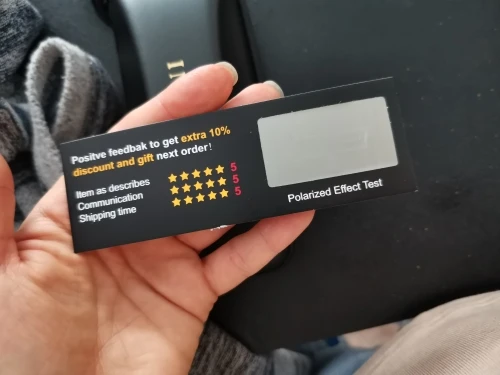 Positve feedbak to get extra 10%
discount and gift next order!
Item as describes 5
Communication 5
Shipping time 5
Polarized Effect Test